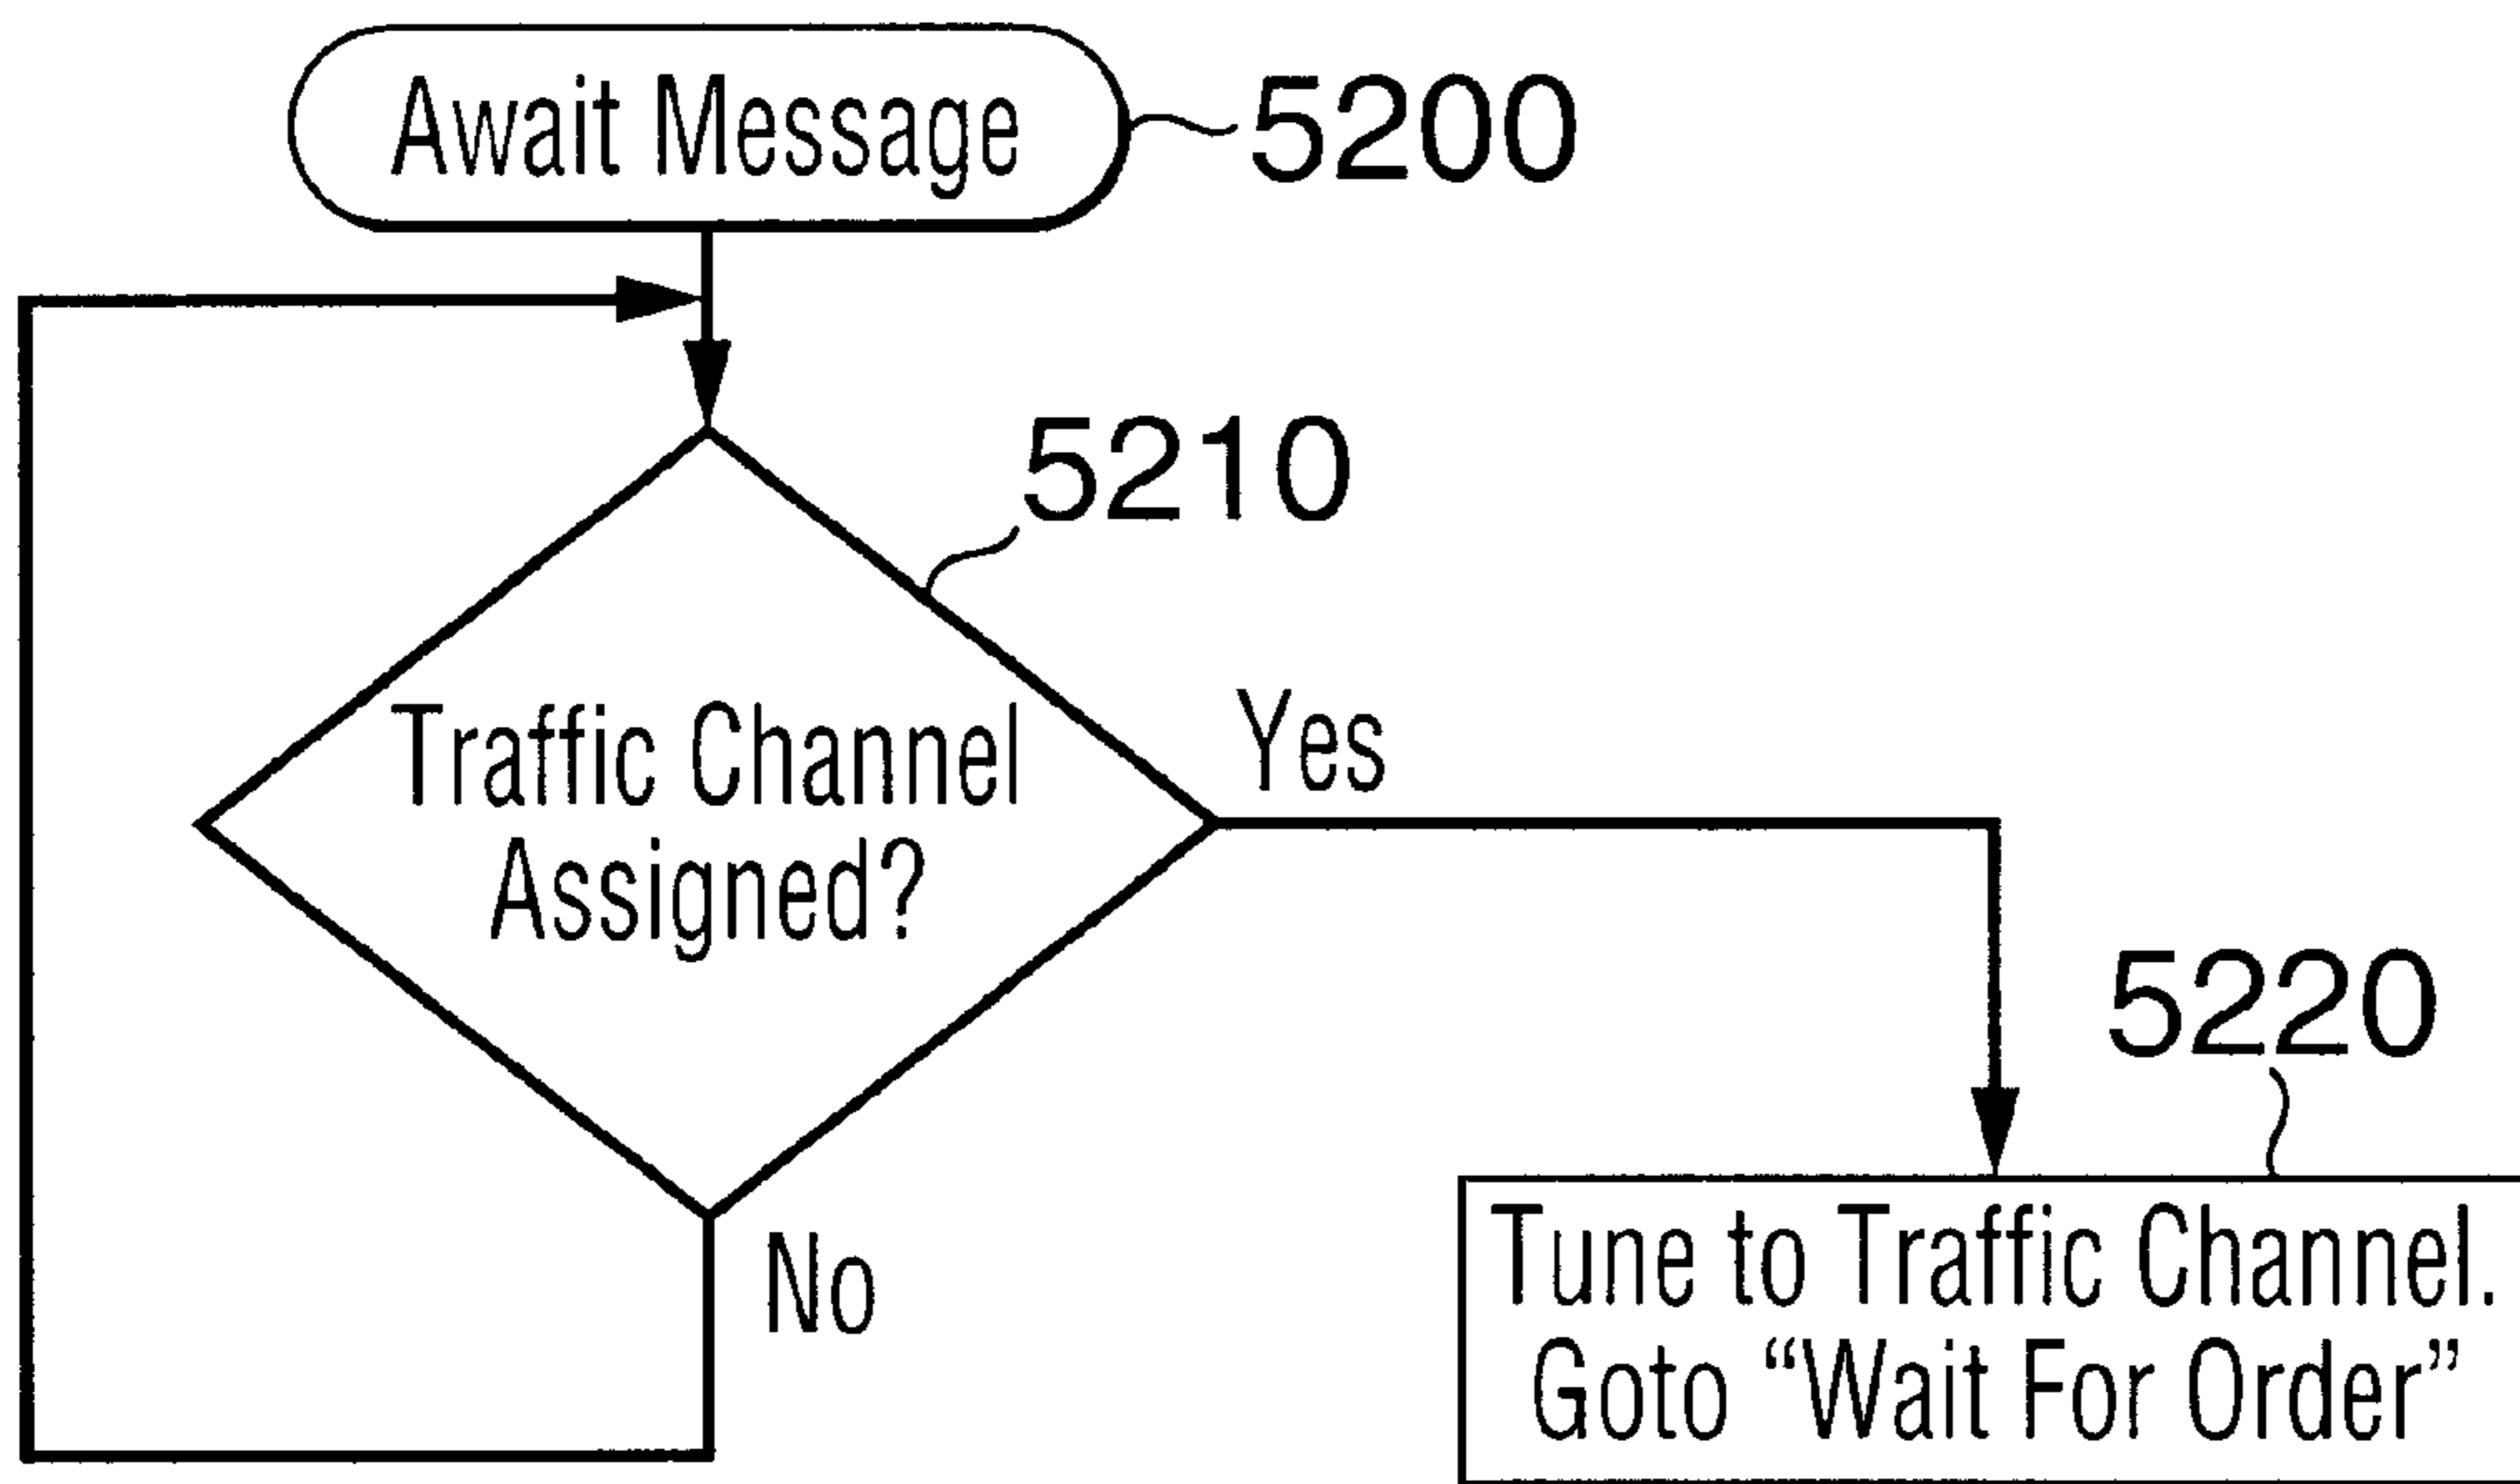 Await Message
5200
5210
Traffic Channel
Assigned?
Yes
No
5220
Tune to Traffic Channel.
Goto “Wait For Order”